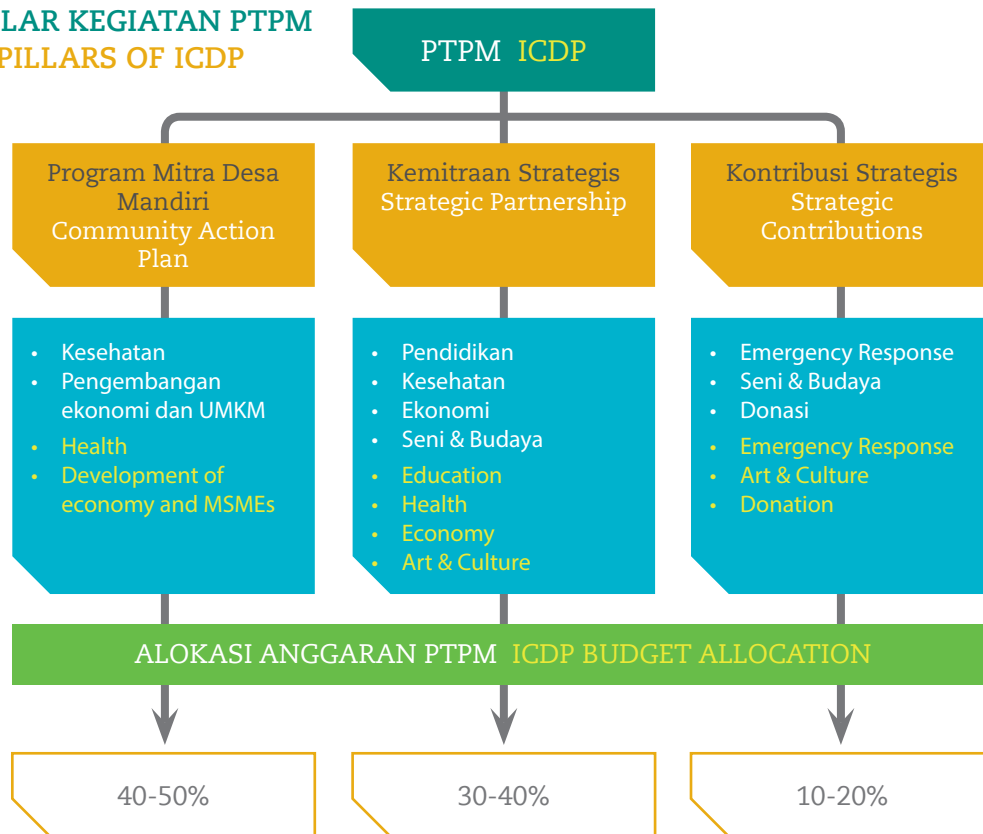 LAR KEGIATAN PTPM
PILLARS OF ICDP
PTPM ICDP
Program Mitra Desa
Mandiri
Community Action
Plan
Kemitraan Strategis
Strategic Partnership
Kontribusi Strategis
Strategic
Contributions
• Kesehatan
• Pengembangan
ekonomi dan UMKM
• Health
• Development of
economy and MSMEs
• Pendidikan
• Kesehatan
• Ekonomi
• Seni & Budaya
• Education
• Health
• Economy
• Art & Culture
• Emergency Response
• Seni & Budaya
• Donasi
• Emergency Response
• Art & Culture
• Donation
ALOKASI ANGGARAN PTPM ICDP BUDGET ALLOCATION
40-50%
30-40%
10-20%